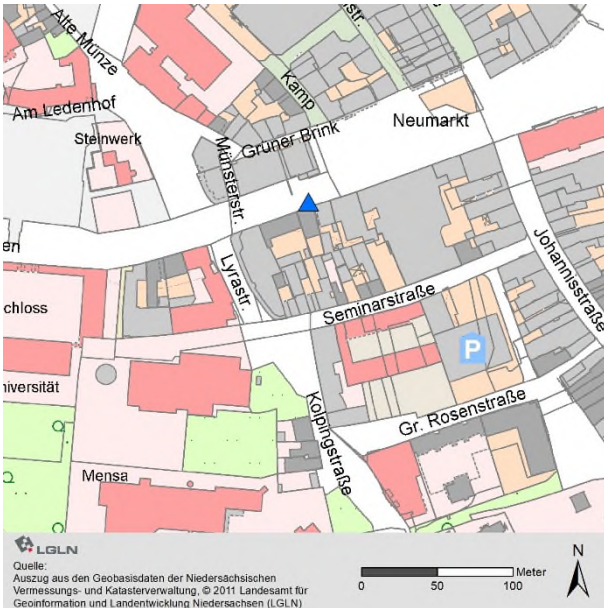 Alte Münze
Am Ledenhof
Steinwerk
Kamp
Neumarkt
Grüner Brink
Münsterstr.
Lyrastr.
Johannisstraße
Seminarstraße
P
Gr. Rosenstraße
Kolpingstraße
Mensa
LGLN
Quelle:
Auszug aus den Geobasisdaten der Niedersächsischen
Vermessungs- und Katasterverwaltung, © 2011 Landesamt für
Geoinformation und Landentwicklung Niedersachsen (LGLN)
0 50 100 Meter
N